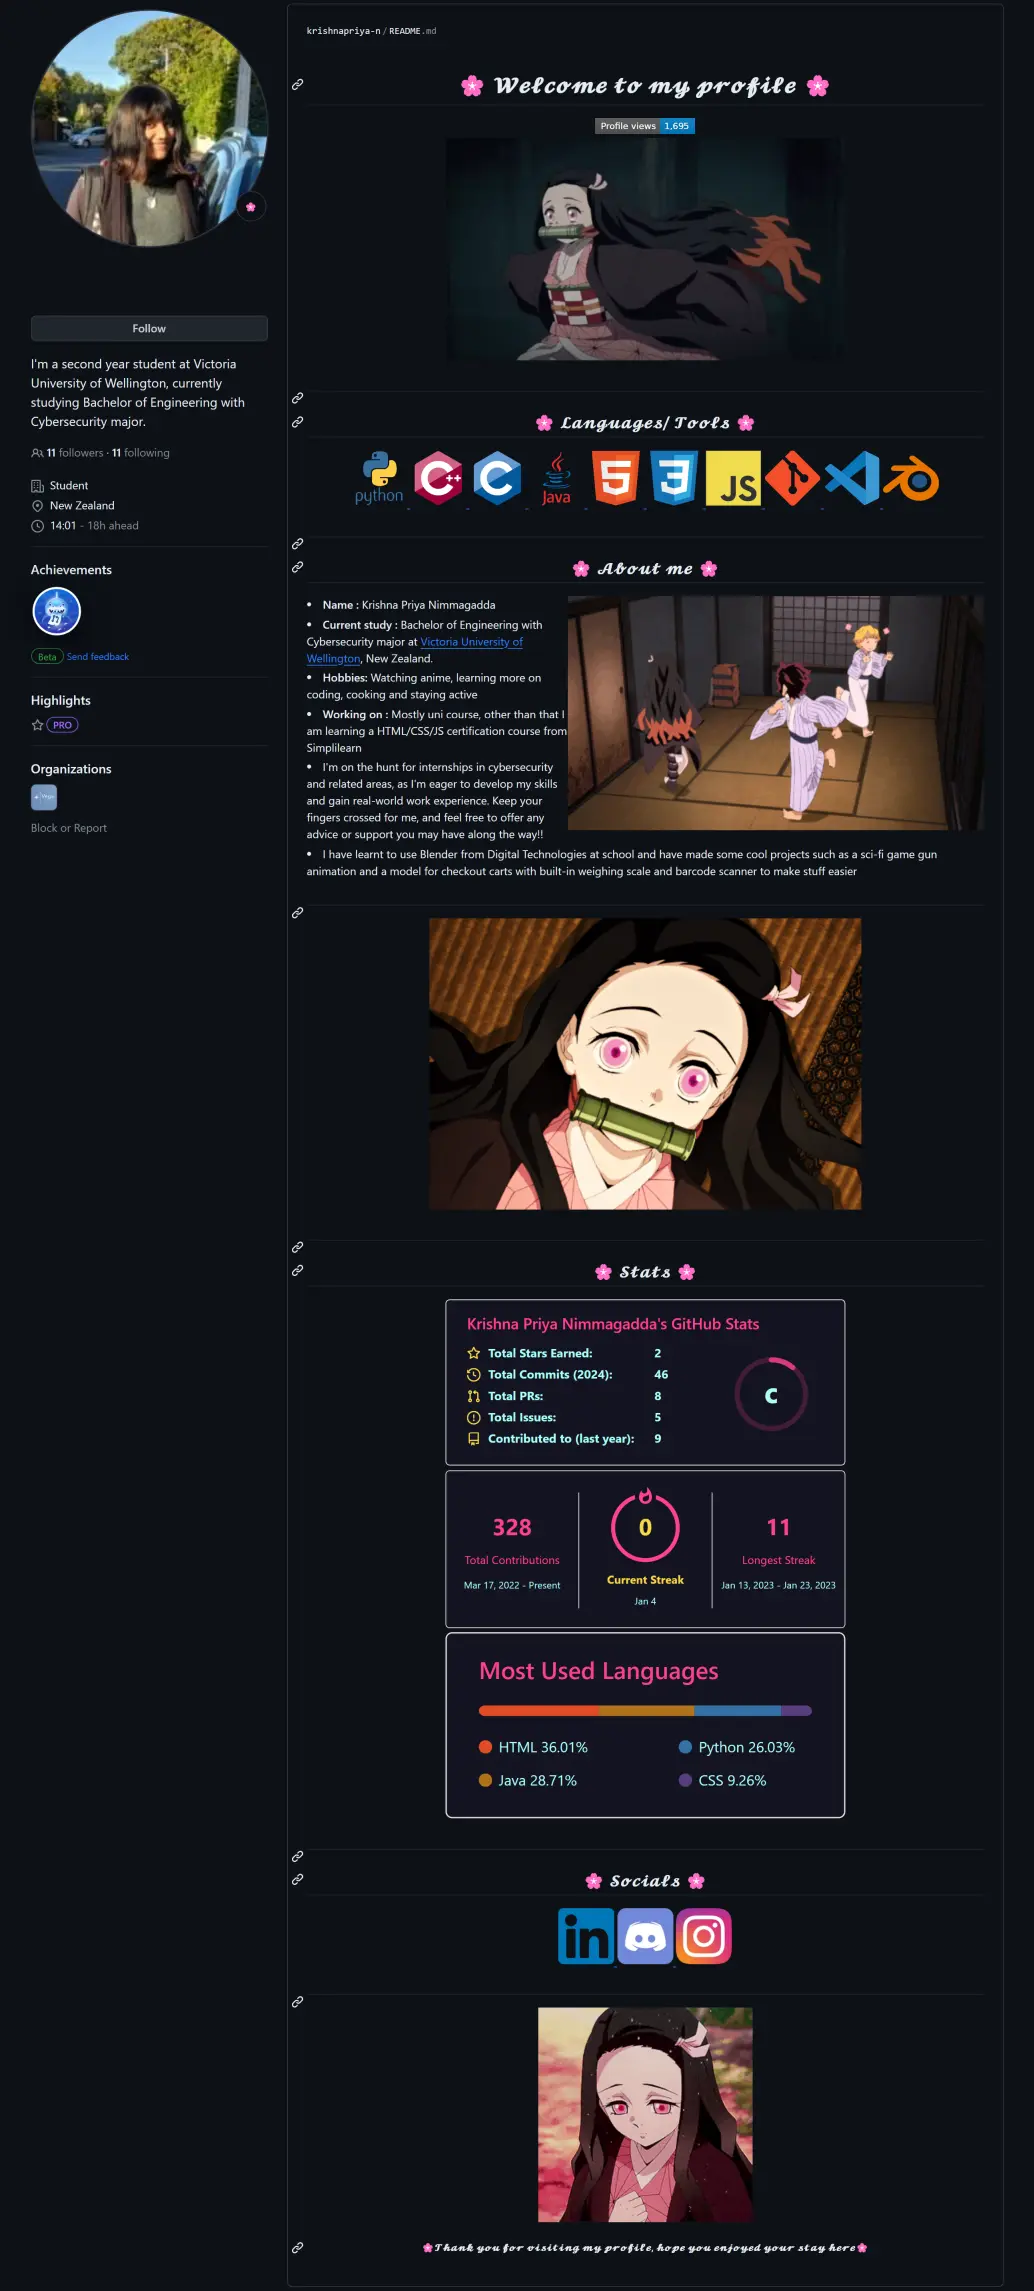 Follow
I'm a second year student at Victoria
University of Wellington, currently
studying Bachelor of Engineering with
Cybersecurity major.
11 followers · 11 following
Student
New Zealand
14:01 - 18h ahead
Achievements
Beta Send feedback
Highlights
PRO
Organizations
Block or Report
krishnapriya-n / README.md
Welcome to my profile
Profile views 1,695
Languages/ Tools
python
C++
C
Java
5
3
JS
About me
• Name : Krishna Priya Nimmagadda
• Current study : Bachelor of Engineering with
Cybersecurity major at Victoria University of
Wellington, New Zealand.
• Hobbies: Watching anime, learning more on
coding, cooking and staying active
• Working on : Mostly uni course, other than that I
am learning a HTML/CSS/JS certification course from
Simplilearn
• I'm on the hunt for internships in cybersecurity
and related areas, as I'm eager to develop my skills
and gain real-world work experience. Keep your
fingers crossed for me, and feel free to offer any
advice or support you may have along the way!!
• I have learnt to use Blender from Digital Technologies at school and have made some cool projects such as a sci-fi game gun
animation and a model for checkout carts with built-in weighing scale and barcode scanner to make stuff easier
Stats
Krishna Priya Nimmagadda's GitHub Stats
Total Stars Earned: 2
Total Commits (2024): 46
Total PRs: 8
Total Issues: 5
Contributed to (last year): 9
C
328
Total Contributions
Mar 17, 2022 - Present
0
Current Streak
Jan 4
11
Longest Streak
Jan 13, 2023 - Jan 23, 2023
Most Used Languages
HTML 36.01%
Python 26.03%
Java 28.71%
CSS 9.26%
Socials
in
Thank you for visiting my profile, hope you enjoyed your stay here